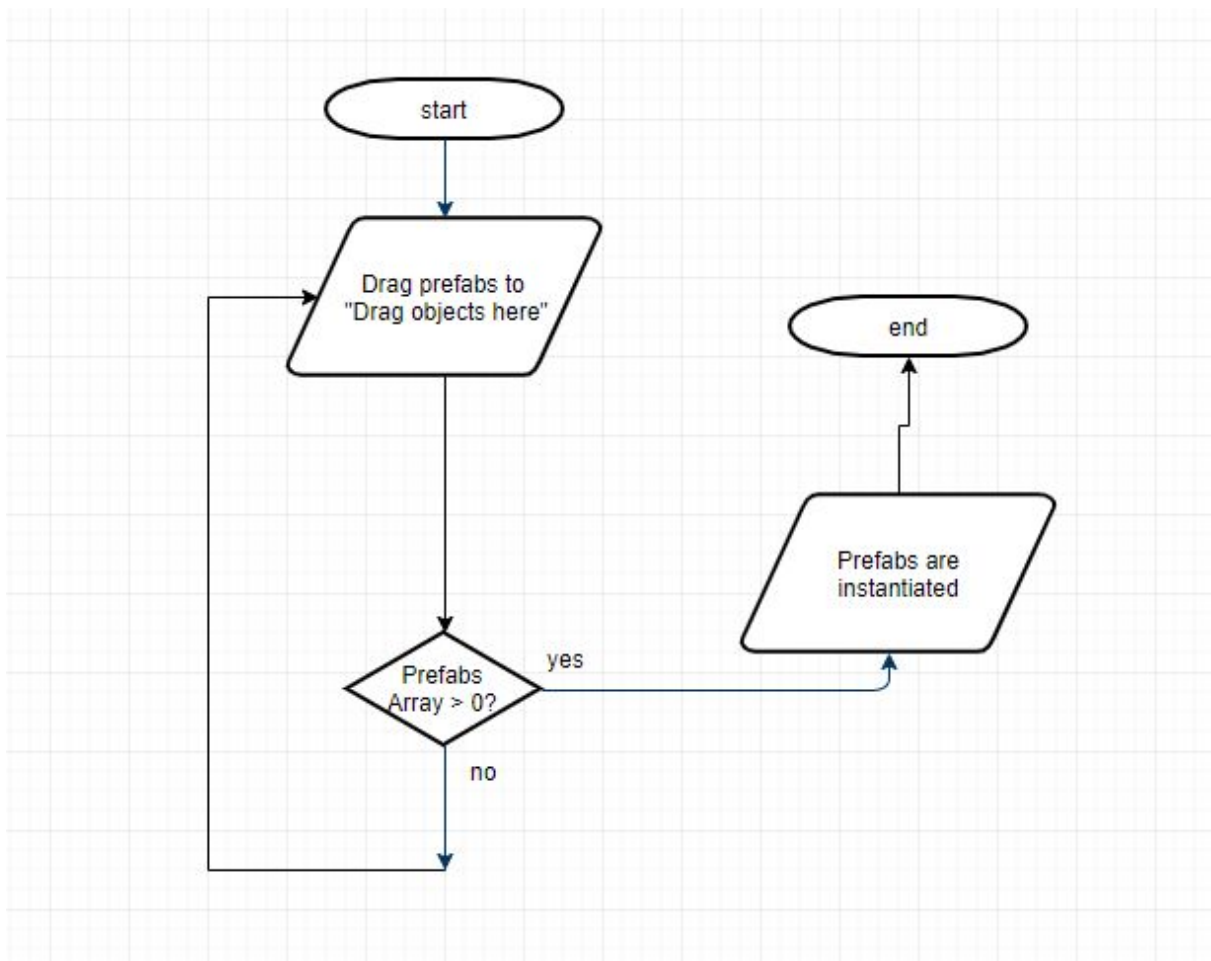 start
Drag prefabs to
"Drag objects here"
end
Prefabs are
instantiated
Prefabs
Array > 0?
yes
no